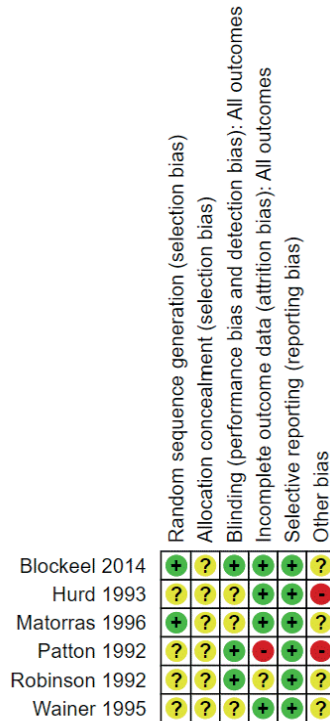 Random sequence generation (selection bias)
Allocation concealment (selection bias)
Blinding (performance bias and detection bias): All outcomes
Incomplete outcome data (attrition bias): All outcomes
Selective reporting (reporting bias)
Other bias
Blockeel 2014 + ? + + + ?
Hurd 1993 ? ? ? + + -
Matorras 1996 + ? ? + + ?
Patton 1992 ? ? + - + -
Robinson 1992 ? ? + ? + ?
Wainer 1995 ? ? ? + + ?